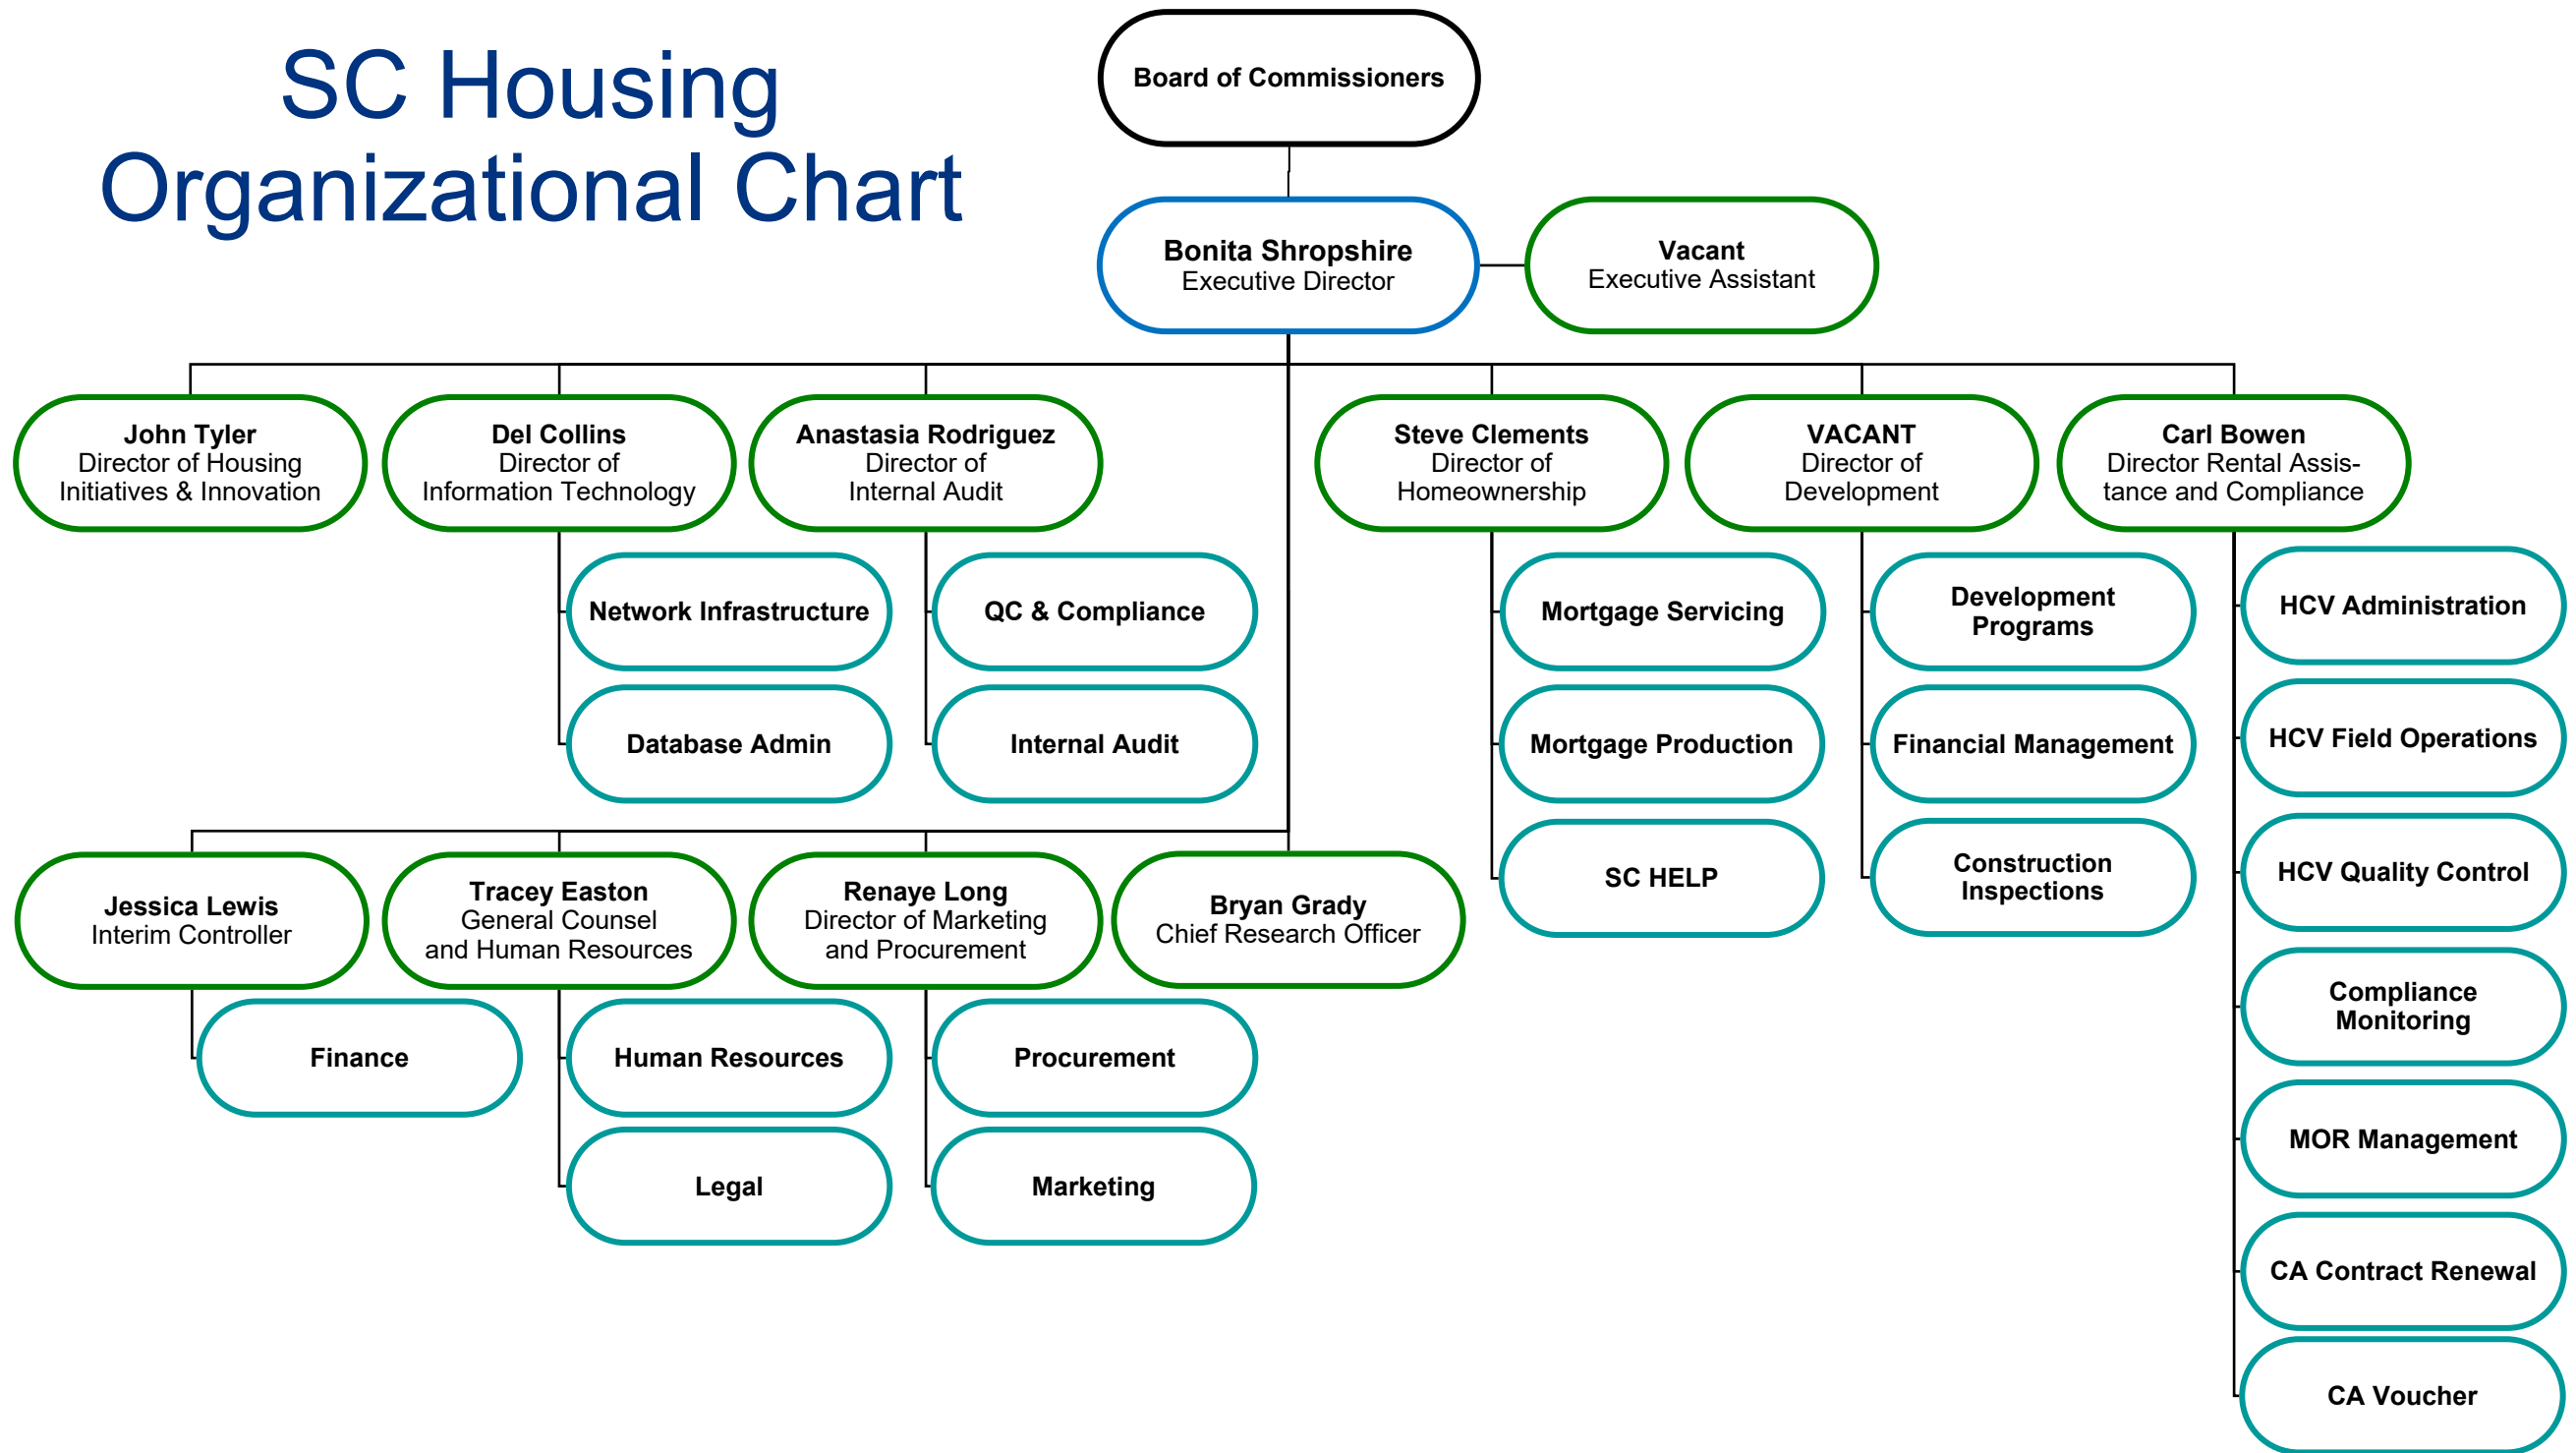 SC Housing
Organizational Chart
Board of Commissioners
Bonita Shropshire
Executive Director
Vacant
Executive Assistant
John Tyler
Director of Housing
Initiatives & Innovation
Del Collins
Director of
Information Technology
Anastasia Rodriguez
Director of
Internal Audit
Steve Clements
Director of
Homeownership
VACANT
Director of
Development
Carl Bowen
Director Rental Assis-
tance and Compliance
Network Infrastructure
Database Admin
QC & Compliance
Internal Audit
Mortgage Servicing
Mortgage Production
SC HELP
Development
Programs
Financial Management
Construction
Inspections
HCV Administration
HCV Field Operations
HCV Quality Control
Compliance
Monitoring
MOR Management
CA Contract Renewal
CA Voucher
Jessica Lewis
Interim Controller
Tracey Easton
General Counsel
and Human Resources
Renaye Long
Director of Marketing
and Procurement
Bryan Grady
Chief Research Officer
Finance
Human Resources
Legal
Procurement
Marketing